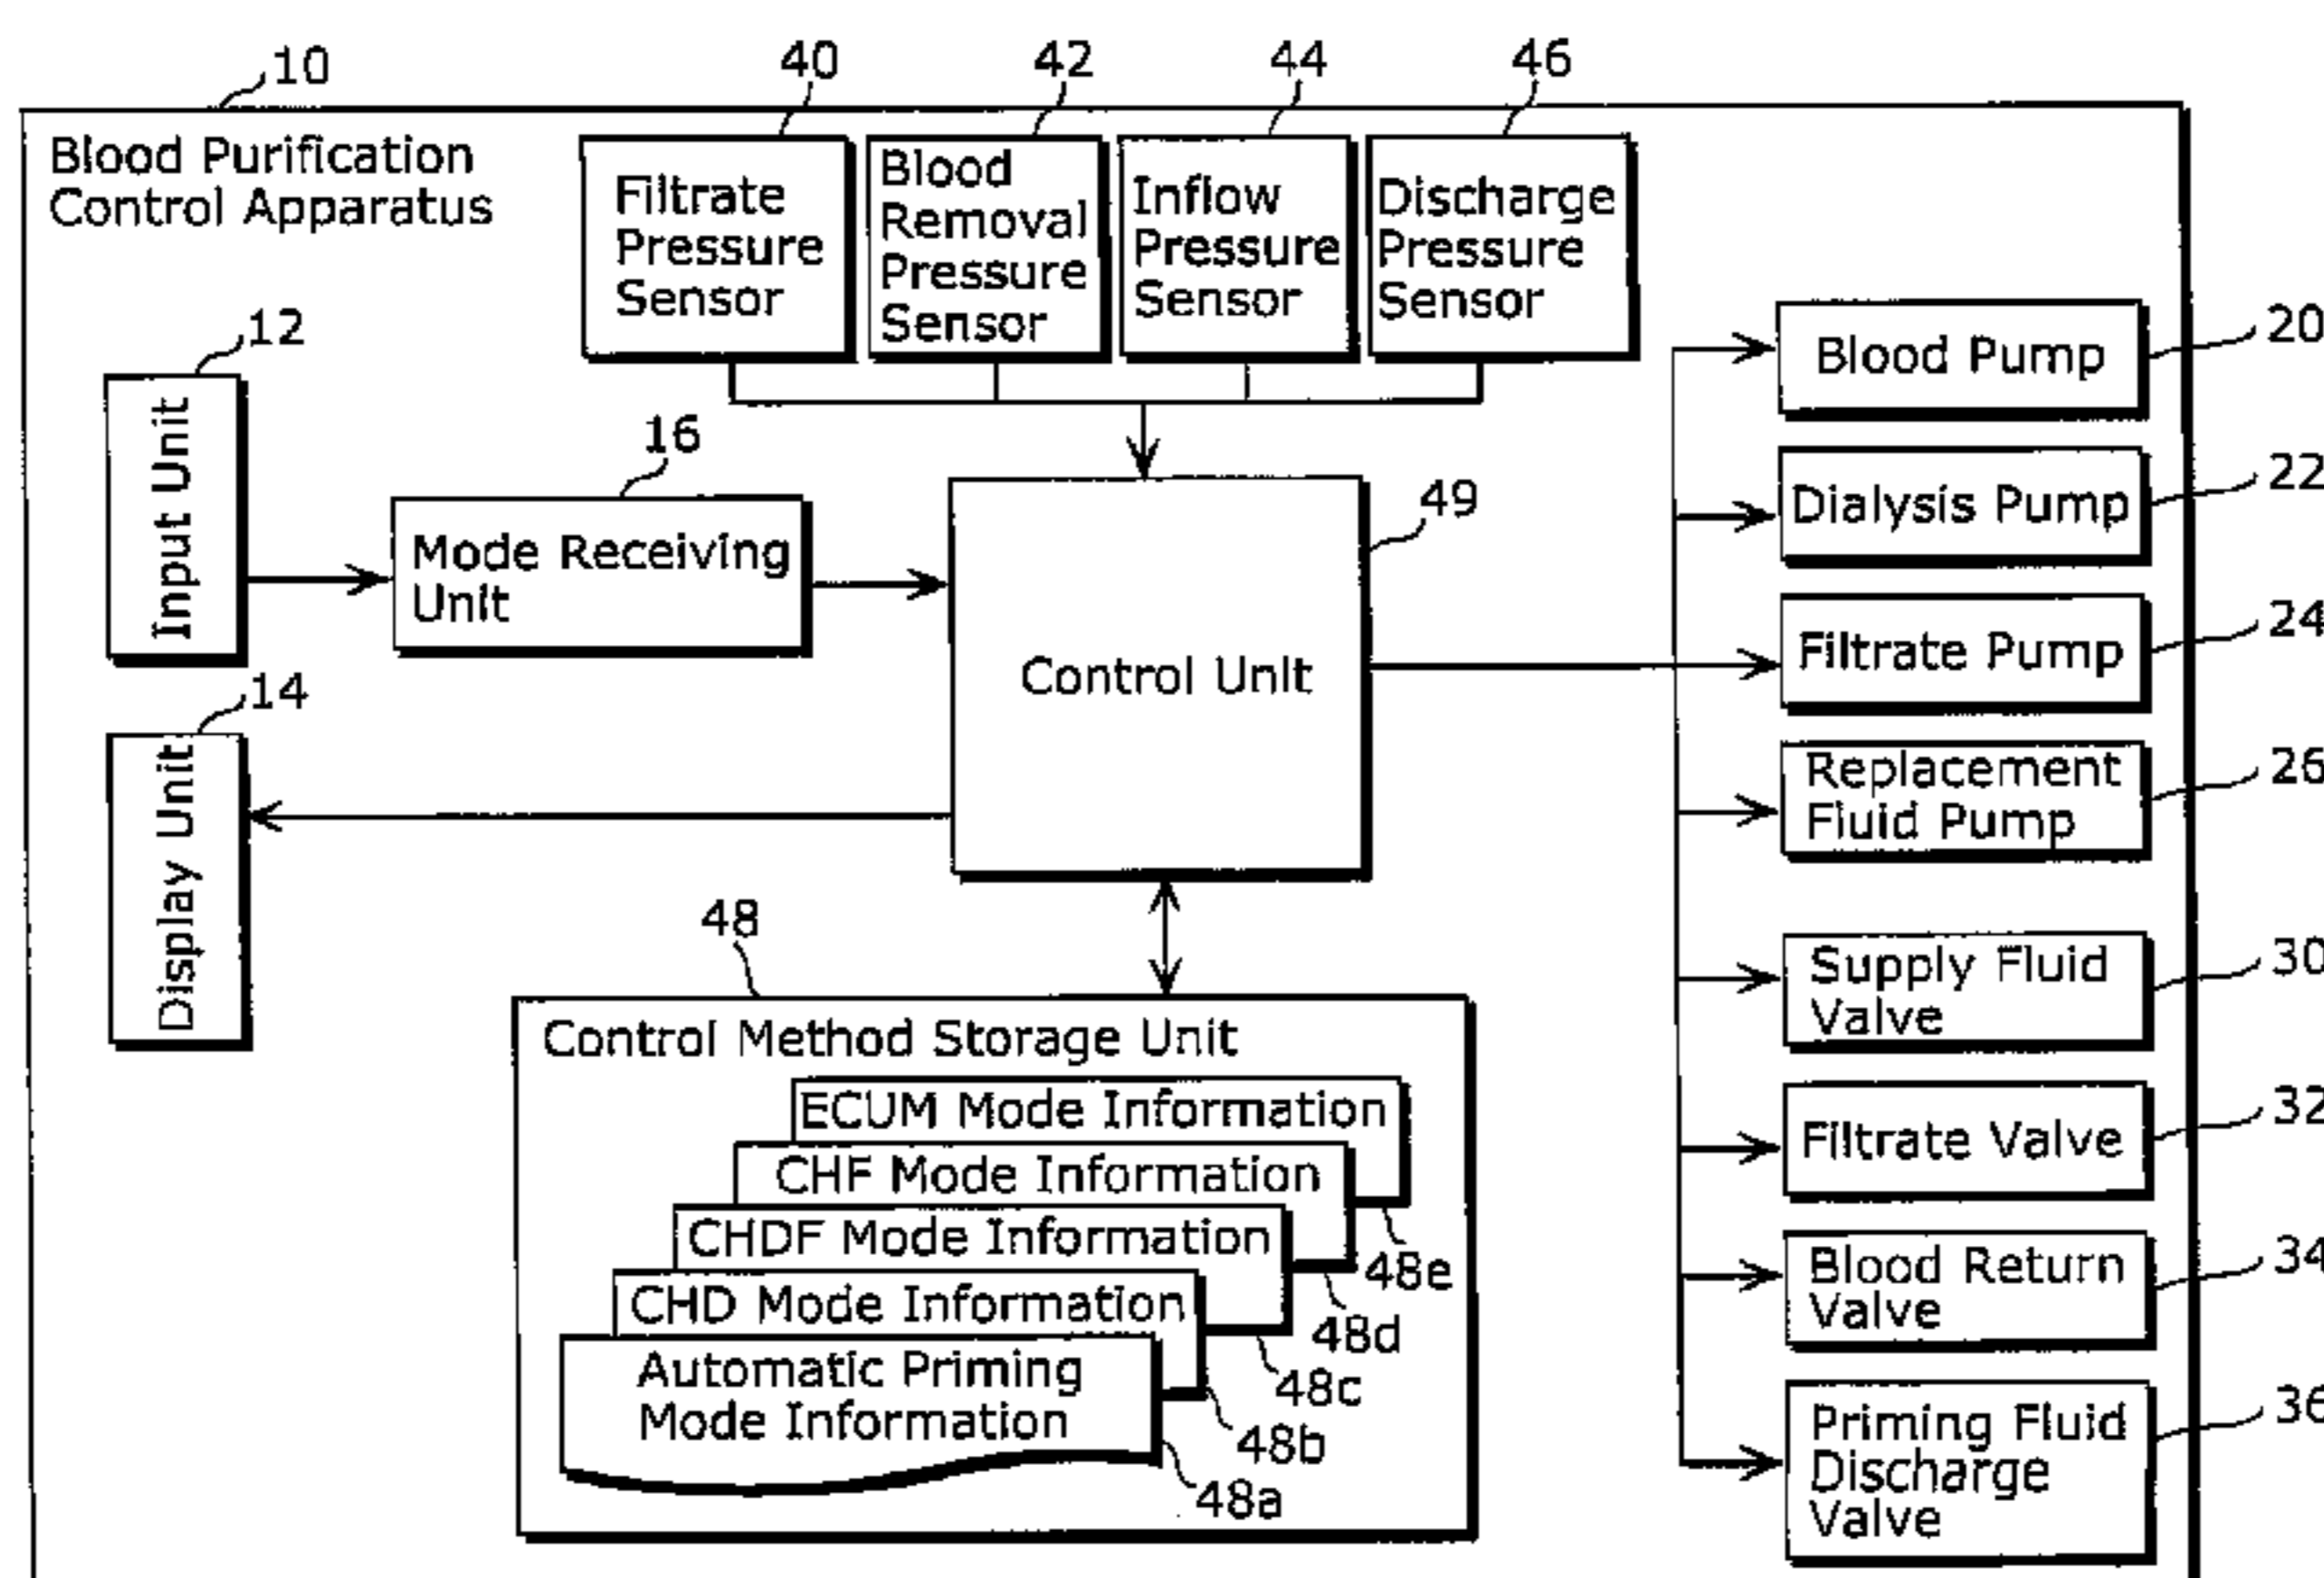 10
40
42
44
46
Blood Purification
Control Apparatus
Filtrate
Pressure
Sensor
Blood
Removal
Pressure
Sensor
Inflow
Pressure
Sensor
Discharge
Pressure
Sensor
12
Input Unit
16
Mode Receiving
Unit
49
Control Unit
14
Display Unit
Blood Pump
20
Dialysis Pump
22
Filtrate Pump
24
Replacement
Fluid Pump
26
Supply Fluid
Valve
30
Filtrate Valve
32
Blood Return
Valve
34
Priming Fluid
Discharge
Valve
36
48
Control Method Storage Unit
ECUM Mode Information
CHF Mode Information
CHDF Mode Information
CHD Mode Information
Automatic Priming
Mode Information
48e
48d
48c
48b
48a